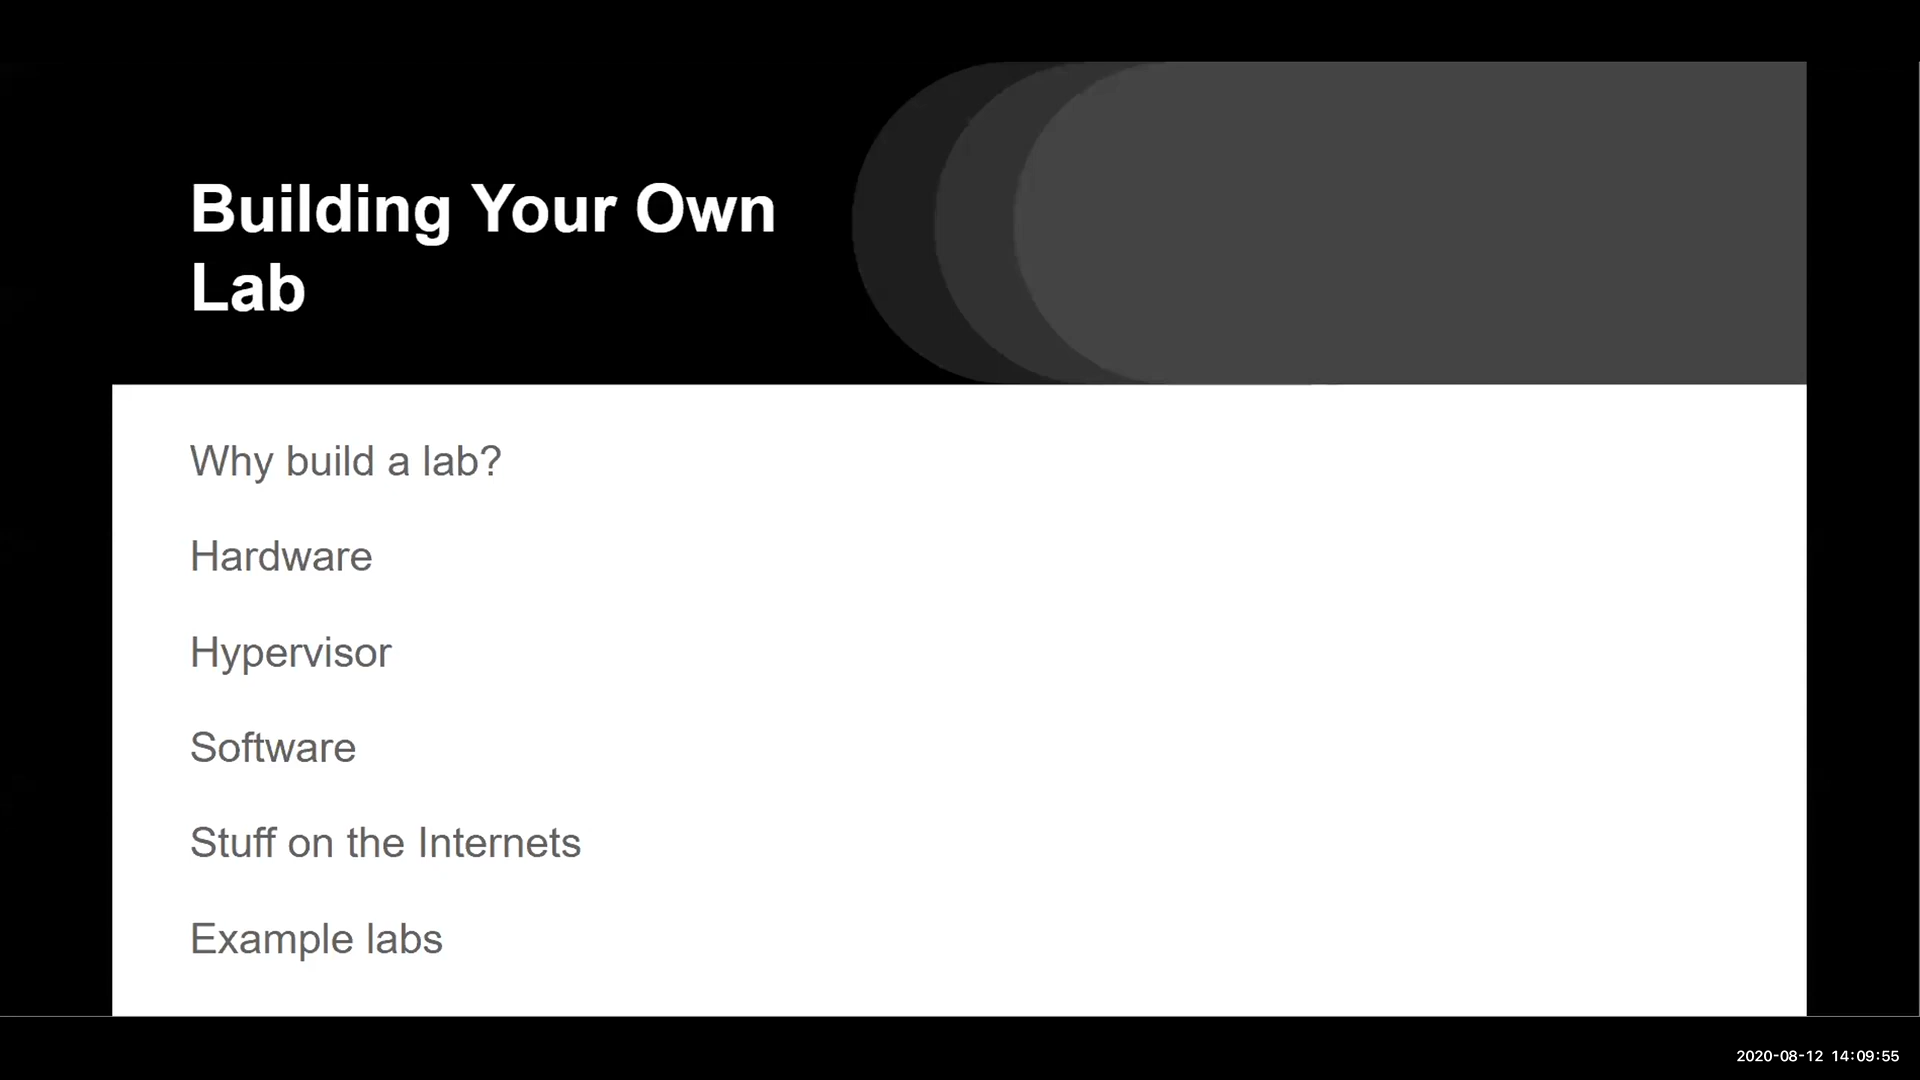 Building Your Own
Lab
Why build a lab?
Hardware
Hypervisor
Software
Stuff on the Internets
Example labs
2020-08-12 14:09:55